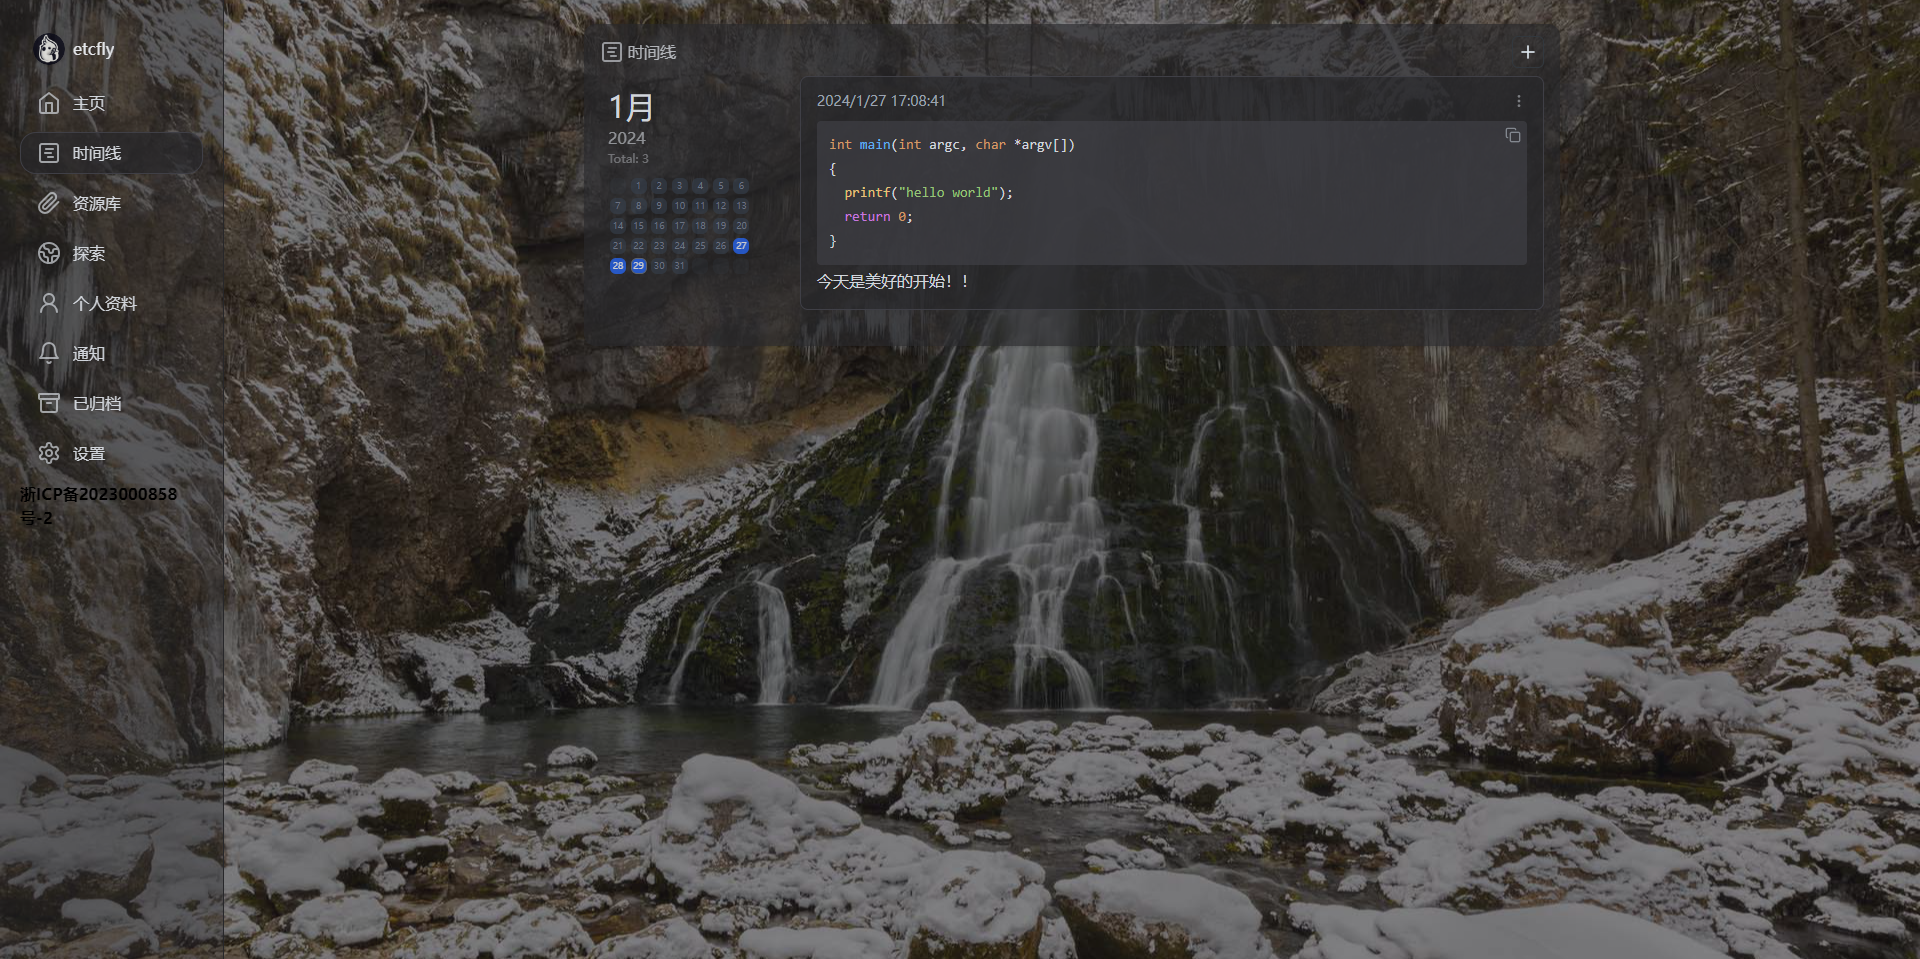 etcfly
主页
时间线
资源库
探索
个人资料
通知
已归档
设置
浙ICP备2023000858
号-2
时间线
1月
2024
Total: 3
1 2 3 4 5 6
7 8 9 10 11 12 13
14 15 16 17 18 19 20
21 22 23 24 25 26 27
28 29 30 31
2024/1/27 17:08:41
int main(int argc, char *argv[])
{
  printf("hello world");
  return 0;
}
今天是美好的开始！！